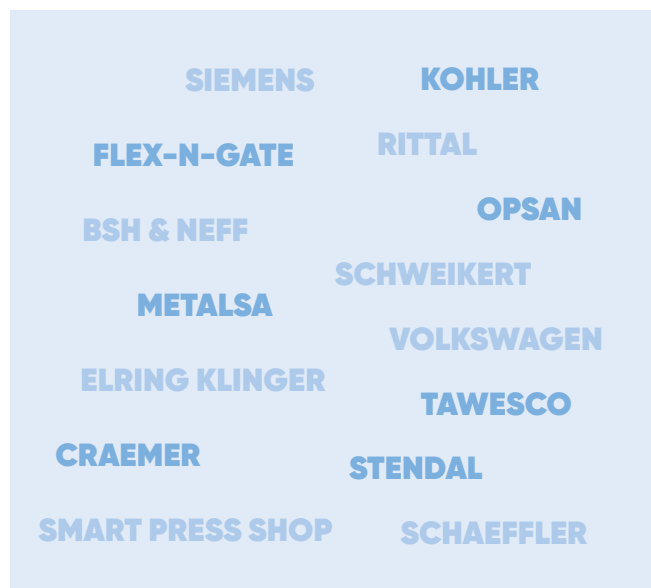 SIEMENS
KOHLER
FLEX-N-GATE
RITTAL
OPSAN
BSH & NEFF
SCHWEIKERT
METALSA
VOLKSWAGEN
ELRING KLINGER
TAWESCO
CRAEMER
STENDAL
SMART PRESS SHOP
SCHAEFFLER